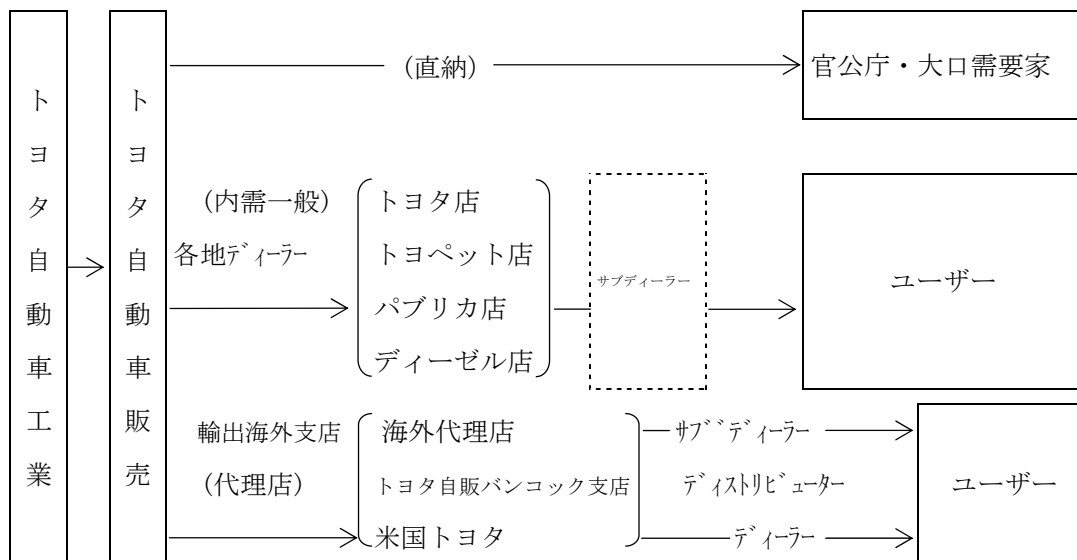 トヨタ自動車工業
トヨタ自動車販売
(直納)
官公庁・大口需要家
(内需一般)
各地ディーラー
トヨタ店
トヨペット店
パブリカ店
ディーゼル店
サブディーラー
ユーザー
輸出海外支店
(代理店)
海外代理店
トヨタ自販バンコック支店
米国トヨタ
サブディーラー
ディストリビューター
ディーラー
ユーザー